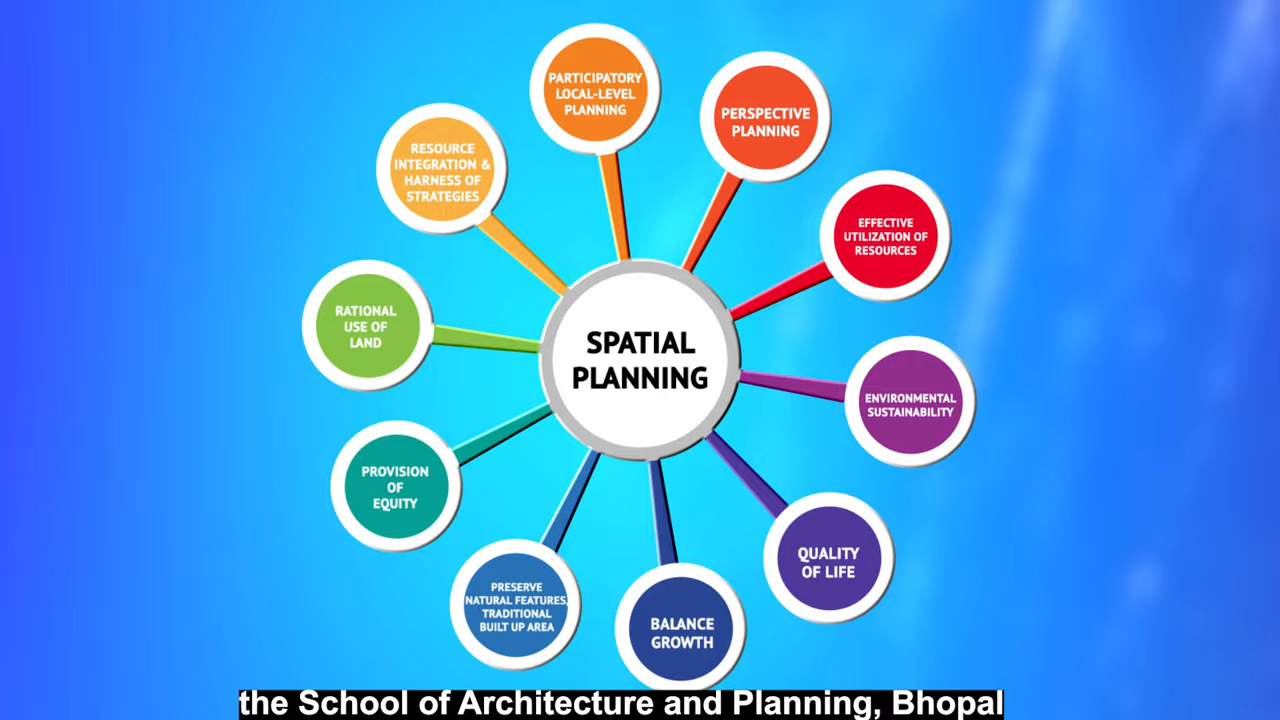 PARTICIPATORY
LOCAL-LEVEL
PLANNING
PERSPECTIVE
PLANNING
RESOURCE
INTEGRATION &
HARNESS OF
STRATEGIES
EFFECTIVE
UTILIZATION OF
RESOURCES
RATIONAL
USE OF
LAND
SPATIAL
PLANNING
ENVIRONMENTAL
SUSTAINABILITY
PROVISION
OF
EQUITY
QUALITY
OF LIFE
PRESERVE
NATURAL FEATURES,
TRADITIONAL
BUILT UP AREA
BALANCE
GROWTH
the School of Architecture and Planning, Bhopal